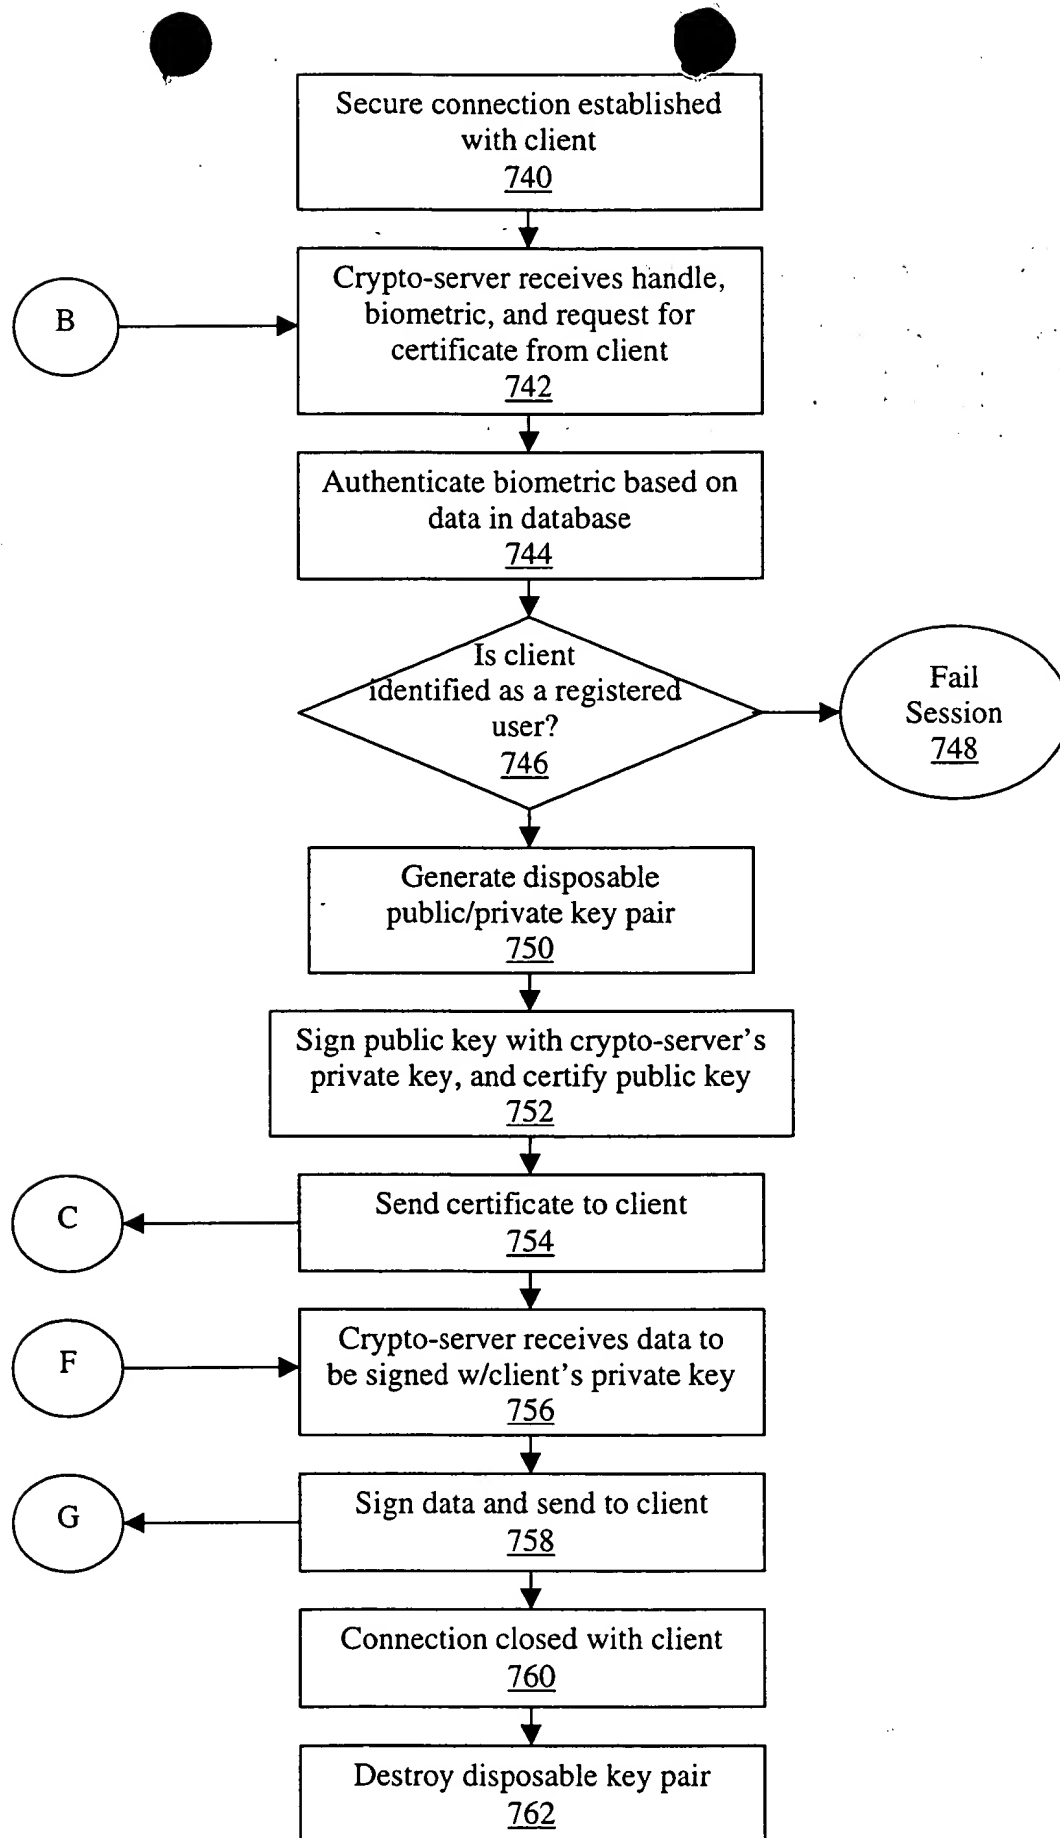 Secure connection established
with client
740
B
Crypto-server receives handle,
biometric, and request for
certificate from client
742
Authenticate biometric based on
data in database
744
Is client
identified as a registered
user?
746
Fail
Session
748
Generate disposable
public/private key pair
750
Sign public key with crypto-server's
private key, and certify public key
752
C
Send certificate to client
754
F
Crypto-server receives data to
be signed w/client's private key
756
G
Sign data and send to client
758
Connection closed with client
760
Destroy disposable key pair
762